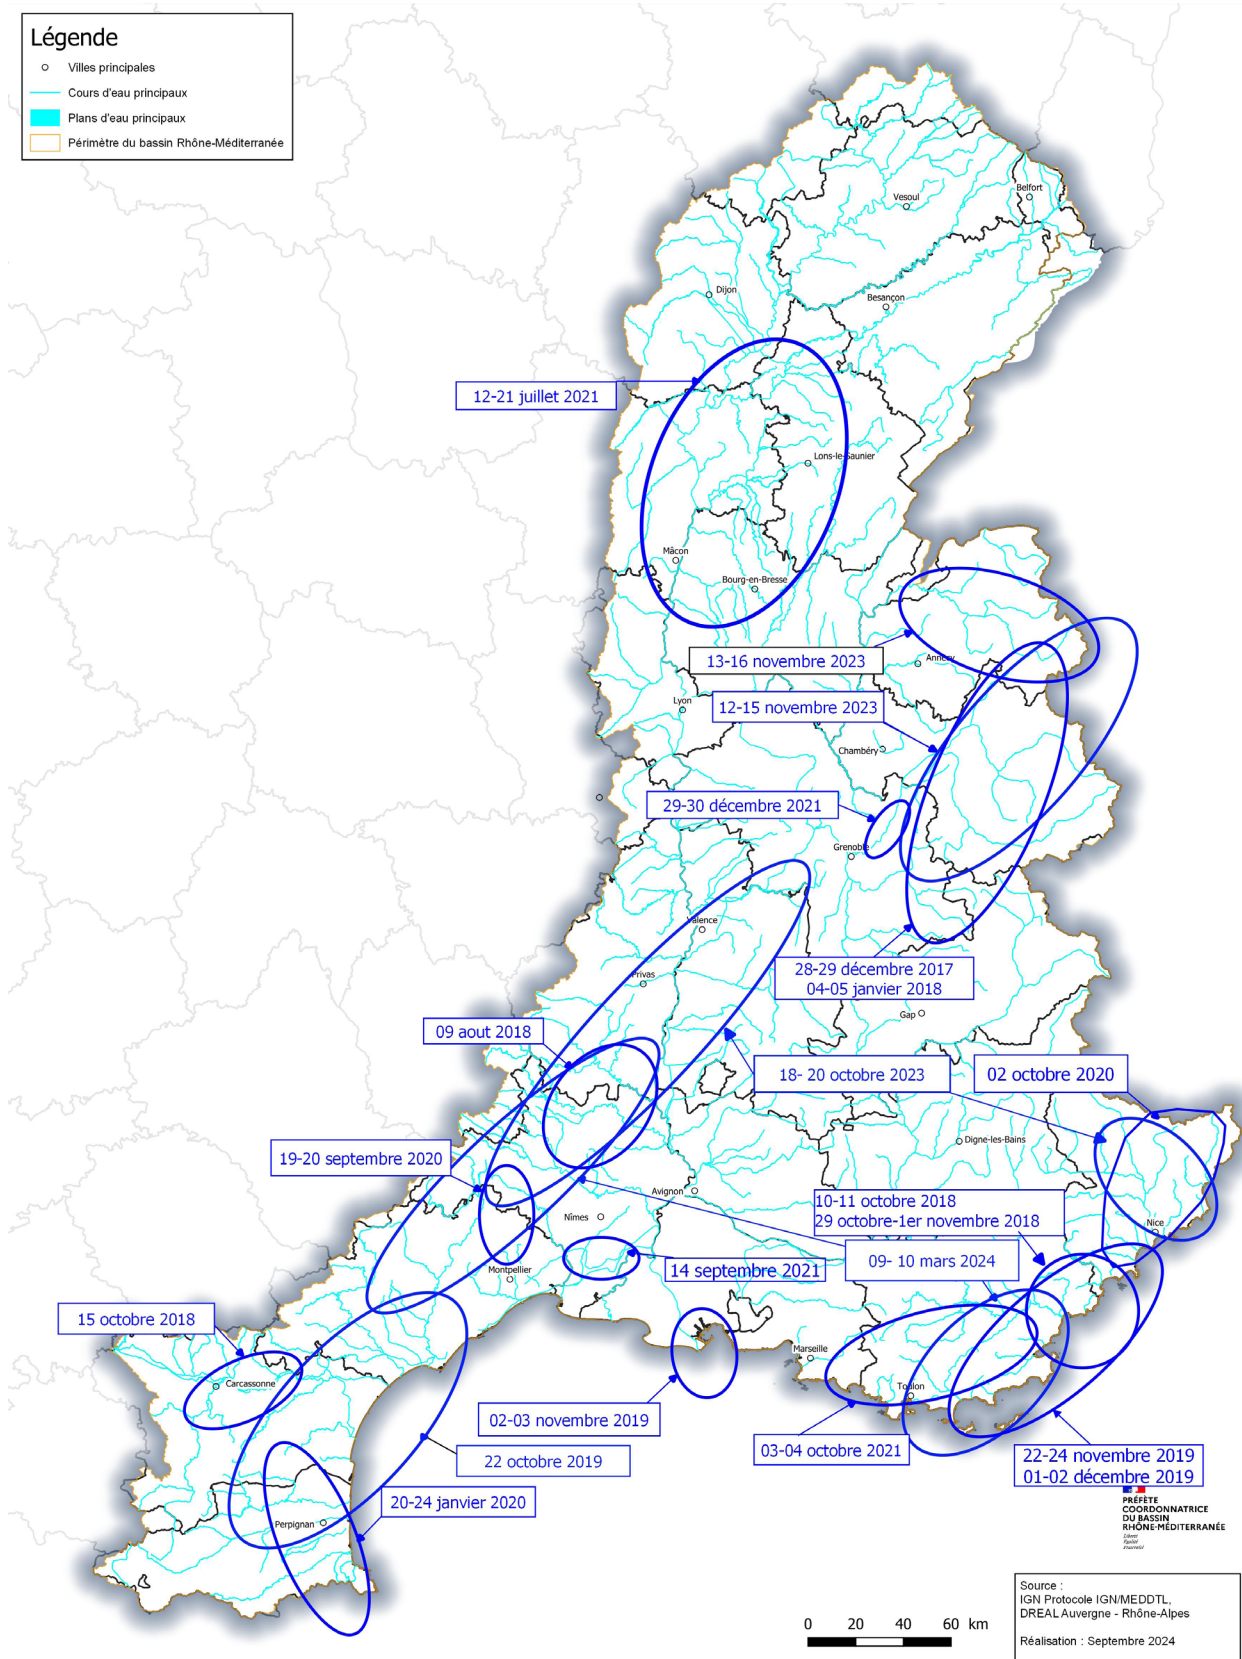 Légende
Villes principales
Cours d'eau principaux
Plans d'eau principaux
Périmètre du bassin Rhône-Méditerranée
Belfort
Vesoul
Dijon
Besançon
12-21 juillet 2021
Lons-le-Saunier
Mâcon
Bourg-en-Bresse
13-16 novembre 2023
Annecy
Lyon
12-15 novembre 2023
Chambéry
29-30 décembre 2021
Grenoble
Valence
28-29 décembre 2017
04-05 janvier 2018
Privas
Gap
09 aout 2018
18- 20 octobre 2023
02 octobre 2020
Digne-les-Bains
19-20 septembre 2020
Avignon
10-11 octobre 2018
29 octobre-1er novembre 2018
Nîmes
Nice
09- 10 mars 2024
Montpellier
14 septembre 2021
15 octobre 2018
Marseille
Carcassonne
Toulon
02-03 novembre 2019
03-04 octobre 2021
22 octobre 2019
22-24 novembre 2019
01-02 décembre 2019
20-24 janvier 2020
Perpignan
PRÉFÈTE
COORDONNATRICE
DU BASSIN
RHÔNE-MÉDITERRANÉE
Liberté
Égalité
Fraternité
Source :
IGN Protocole IGN/MEDDTL,
DREAL Auvergne - Rhône-Alpes
Réalisation : Septembre 2024
0 20 40 60 km